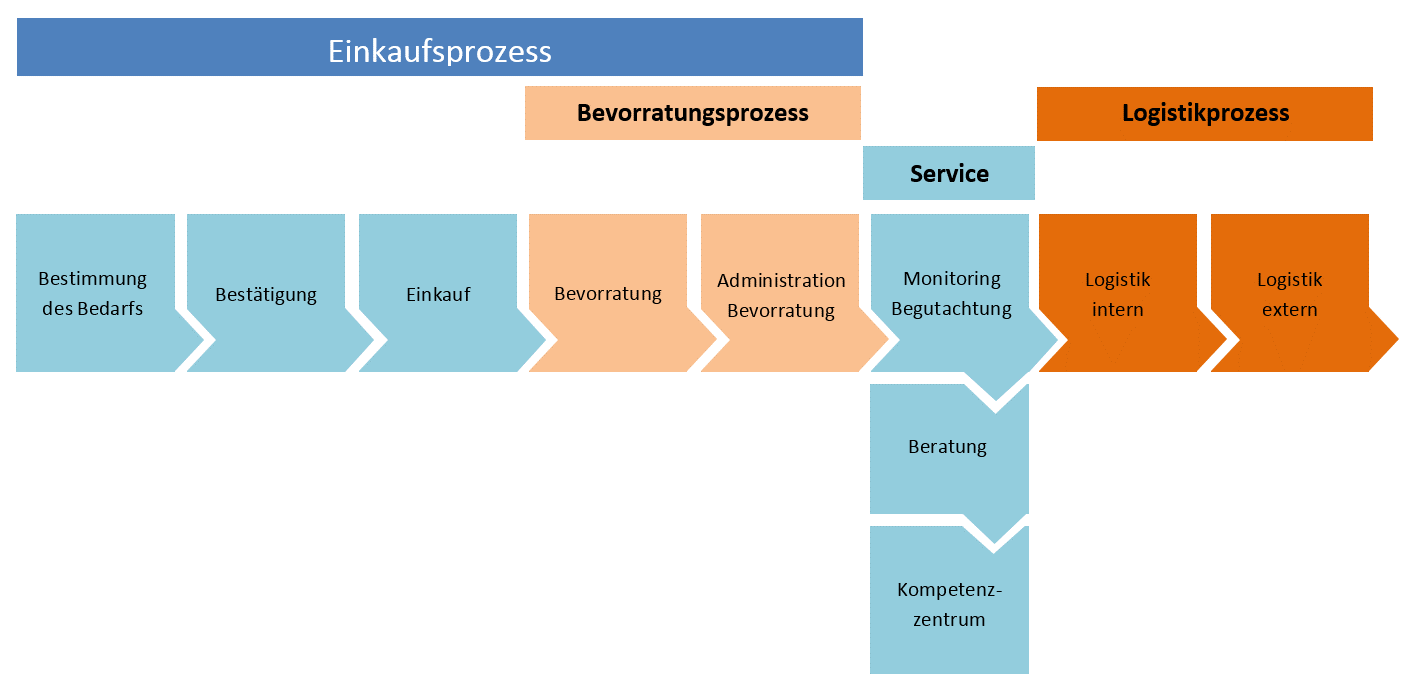 Einkaufsprozess
Bevorratungsprozess
Logistikprozess
Service
Bestimmung
des Bedarfs
Bestätigung
Einkauf
Bevorratung
Administration
Bevorratung
Monitoring
Begutachtung
Logistik
intern
Logistik
extern
Beratung
Kompetenz-
zentrum